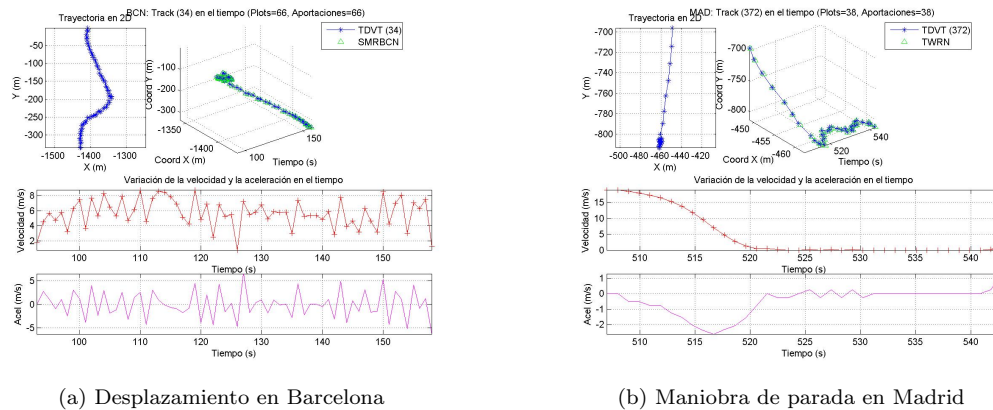 BCN: Track (34) en el tiempo (Plots=66, Aportaciones=66)
Trayectoria en 2D
TDVT (34)
SMRBCN
Y (m)
-50
-100
-150
-200
-250
-300
-1500 -1400 -1300
X (m)
Coord Y (m)
-100
-200
-300
-1350
-1400
Coord X (m)
100
150
Tiempo (s)
Variación de la velocidad y la aceleración en el tiempo
Velocidad (m/s)
8
6
4
2
100 110 120 130 140 150
Tiempo (s)
Acel (m/s)
5
0
-5
100 110 120 130 140 150
Tiempo (s)
(a) Desplazamiento en Barcelona
MAD: Track (372) en el tiempo (Plots=38, Aportaciones=38)
Trayectoria en 2D
TDVT (372)
TWRN
Y (m)
-700
-720
-740
-760
-780
-800
-500 -480 -460 -440 -420
X (m)
Coord Y (m)
-700
-750
-800
-450
-455
-460
Coord X (m)
520
540
Tiempo (s)
Variación de la velocidad y la aceleración en el tiempo
Velocidad (m/s)
15
10
5
0
510 515 520 525 530 535 540
Tiempo (s)
Acel (m/s)
1
0
-1
-2
510 515 520 525 530 535 540
Tiempo (s)
(b) Maniobra de parada en Madrid